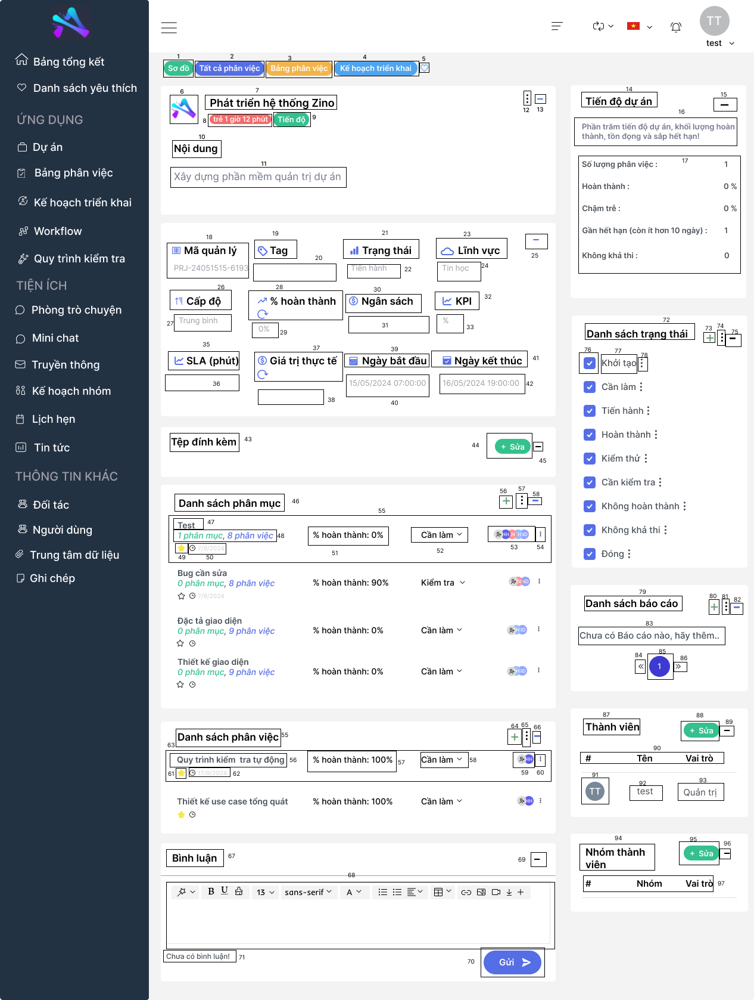 TT
test
Bảng tổng kết
Danh sách yêu thích
ỨNG DỤNG
Dự án
Bảng phân việc
Kế hoạch triển khai
Workflow
Quy trình kiểm tra
TIỆN ÍCH
Phòng trò chuyện
Mini chat
Truyền thông
Kế hoạch nhóm
Lịch hẹn
Tin tức
THÔNG TIN KHÁC
Đối tác
Người dùng
Trung tâm dữ liệu
Ghi chép
1 2 3 4 5
Sơ đồ Tất cả phân việc Bảng phân việc Kế hoạch triển khai
6 7
Phát triển hệ thống Zino
12 13
8 trễ 1 giờ 12 phút Tiến độ 9
10
Nội dung
11
Xây dựng phần mềm quản trị dự án
18 19 21 23
Mã quản lý Tag Trạng thái Lĩnh vực
25
20
PRJ-24051515-6193 Tiến hành 22 Tin học 24
26 28 30 32
Cấp độ % hoàn thành Ngân sách KPI
27 Trung bình 0% 29 31 % 33
35 37 39 41
SLA (phút) Giá trị thực tế Ngày bắt đầu Ngày kết thúc
36 38 15/05/2024 07:00:00 16/05/2024 19:00:00 42
40
Tệp đính kèm 43
44 + Sửa
45
Danh sách phân mục 46
56 57 58
55
Test 47
1 phân mục, 8 phân việc 48
% hoàn thành: 0% Cần làm HH N H ND
49 7/9/2024 50 51 52 53 54
Bug cần sửa
0 phân mục, 8 phân việc
% hoàn thành: 90% Kiểm tra N ND
7/9/2024
Đặc tả giao diện
0 phân mục, 9 phân việc
% hoàn thành: 0% Cần làm H ND
Thiết kế giao diện
0 phân mục, 9 phân việc
% hoàn thành: 0% Cần làm H ND
Danh sách phân việc 55
64 65 66
63
Quy trình kiểm tra tự động 56 % hoàn thành: 100% 57 Cần làm 58 HH
61 17/9/2024 62 59 60
Thiết kế use case tổng quát % hoàn thành: 100% Cần làm HH
Bình luận 67
69
68
B U 13 sans-serif A
Chưa có bình luận! 71
70 Gửi
14
Tiến độ dự án
15
16
Phần trăm tiến độ dự án, khối lượng hoàn
thành, tồn đọng và sắp hết hạn!
17
Số lượng phân việc : 1
Hoàn thành : 0 %
Chậm trễ : 0 %
Gần hết hạn (còn ít hơn 10 ngày) : 1
Không khả thi : 0
72
Danh sách trạng thái
73 74 75
76 77 78
Khởi tạo
Cần làm
Tiến hành
Hoàn thành
Kiểm thử
Cần kiểm tra
Không hoàn thành
Không khả thi
Đóng
79
Danh sách báo cáo
80 81 82
83
Chưa có Báo cáo nào, hãy thêm..
84 85 86
« 1 »
87 88 89
Thành viên + Sửa
90
# Tên Vai trò
91 92 93
TT test Quản trị
94 95 96
Nhóm thành
viên
+ Sửa
# Nhóm Vai trò 97